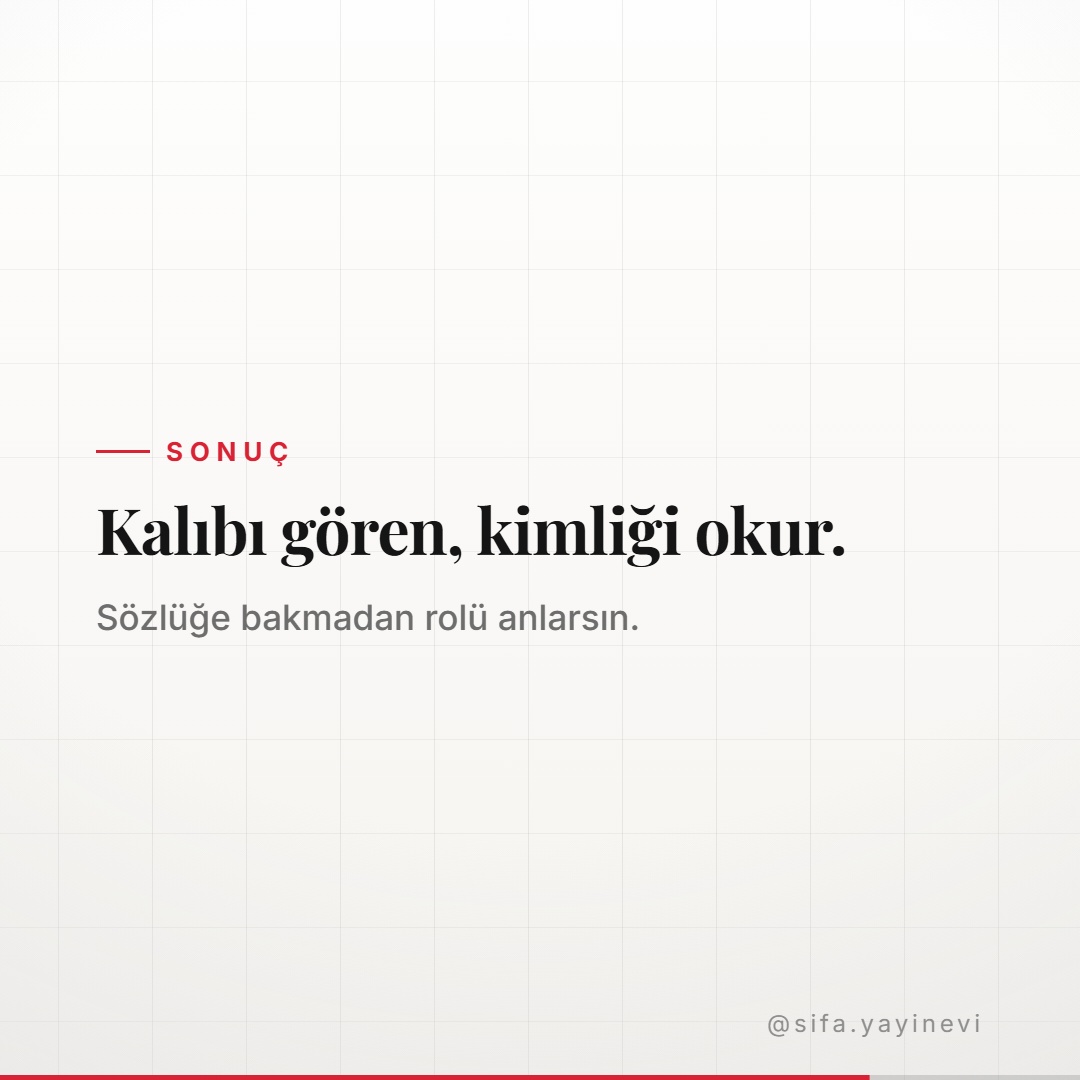 SONUÇ
Kalıbı gören, kimliği okur.
Sözlüğe bakmadan rolü anlarsın.
@sifa.yayinevi